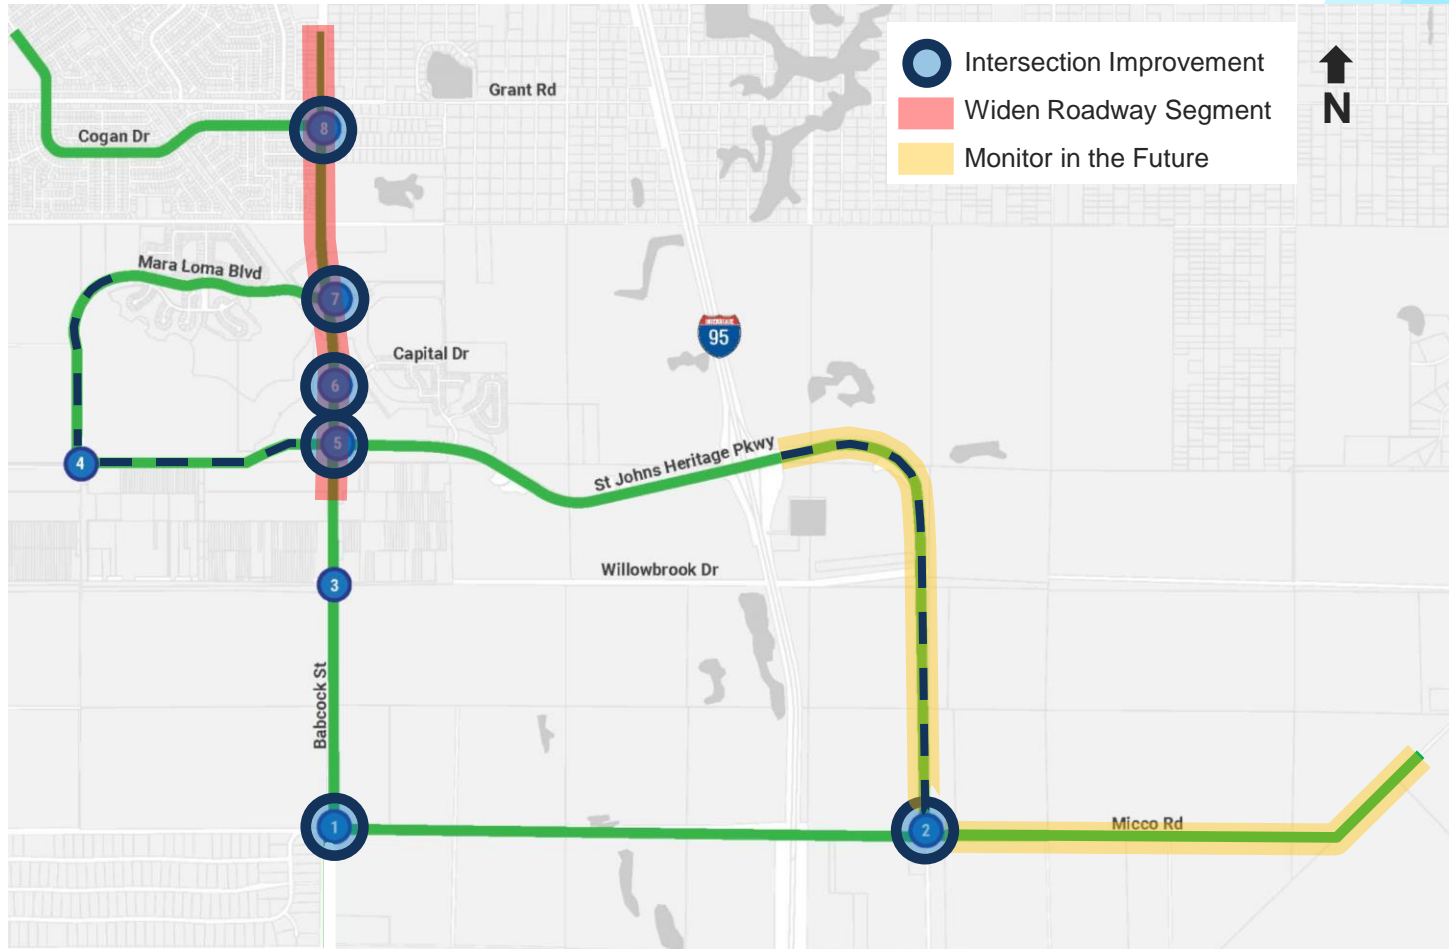 Intersection Improvement
Widen Roadway Segment
Monitor in the Future
N
Grant Rd
8
Cogan Dr
Mara Loma Blvd
7
INTERSTATE
95
Capital Dr
6
5
4
St Johns Heritage Pkwy
Willowbrook Dr
3
Babcock St
1
2
Micco Rd